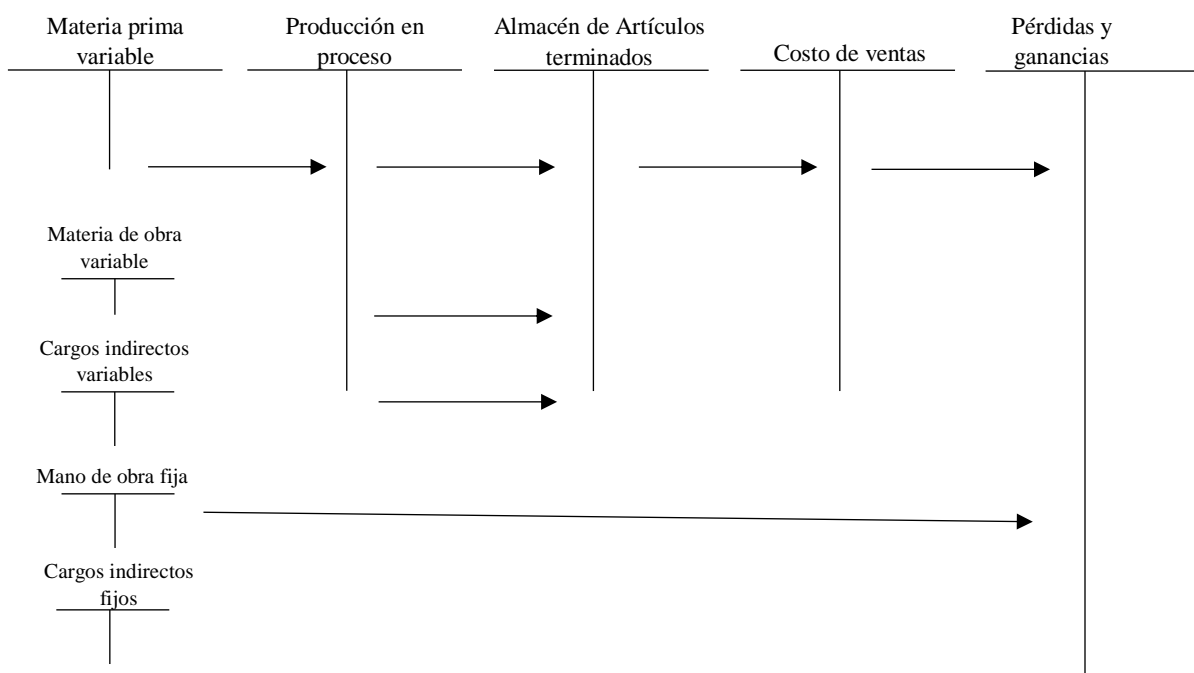 Materia prima
variable
Producción en
proceso
Almacén de Artículos
terminados
Costo de ventas
Pérdidas y
ganancias
Materia de obra
variable
Cargos indirectos
variables
Mano de obra fija
Cargos indirectos
fijos